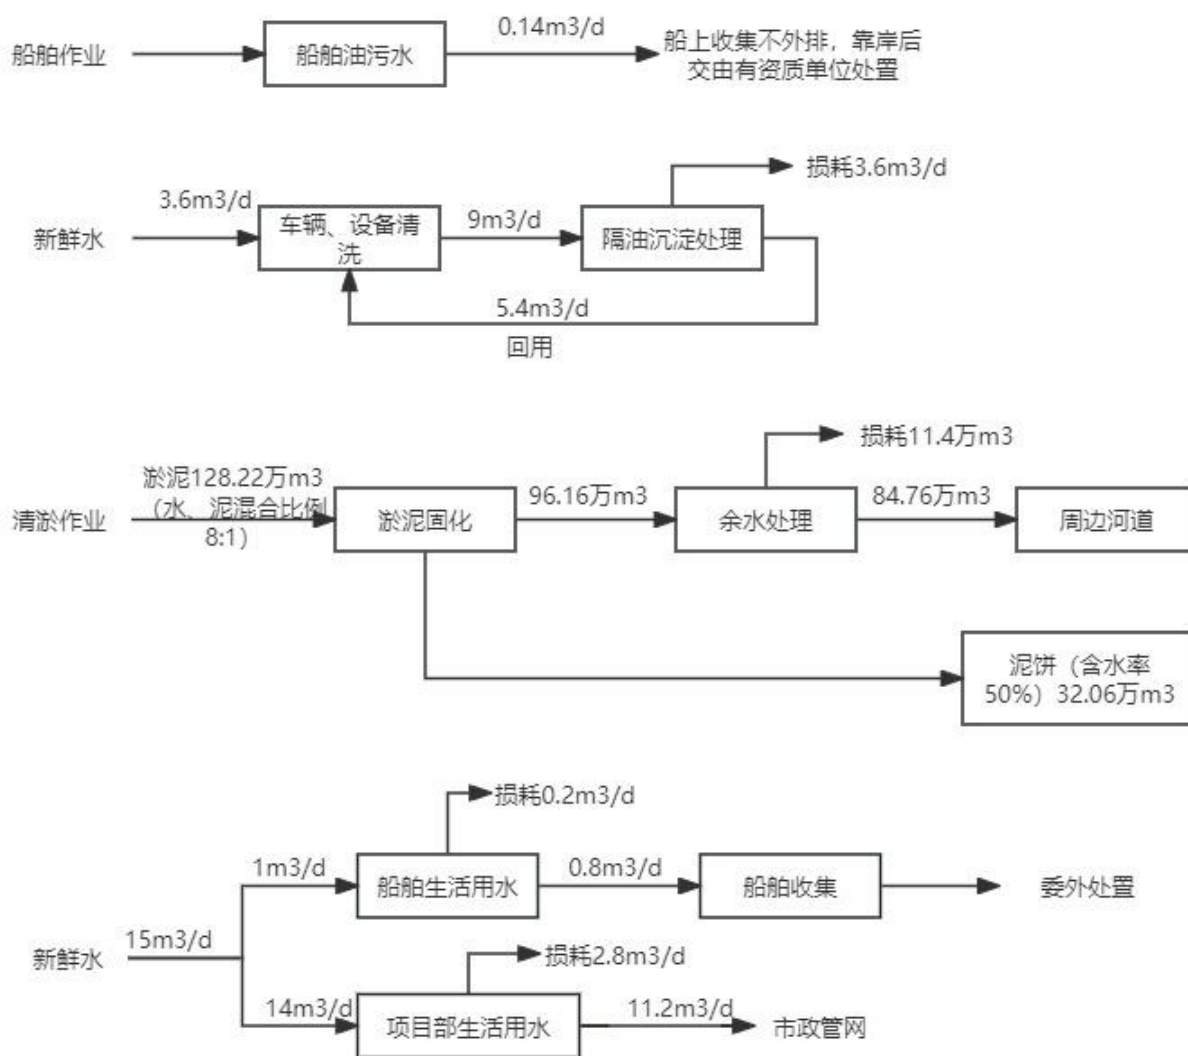 船舶作业
船舶油污水
0.14m3/d
船上收集不外排，靠岸后
交由有资质单位处置
损耗3.6m3/d
3.6m3/d
新鲜水
车辆、设备清
洗
9m3/d
隔油沉淀处理
5.4m3/d
回用
损耗11.4万m3
淤泥128.22万m3
（水、泥混合比例
8:1）
清淤作业
淤泥固化
96.16万m3
余水处理
84.76万m3
周边河道
泥饼（含水率
50%）32.06万m3
损耗0.2m3/d
1m3/d
船舶生活用水
0.8m3/d
船舶收集
委外处置
新鲜水
15m3/d
损耗2.8m3/d
14m3/d
项目部生活用水
11.2m3/d
市政管网